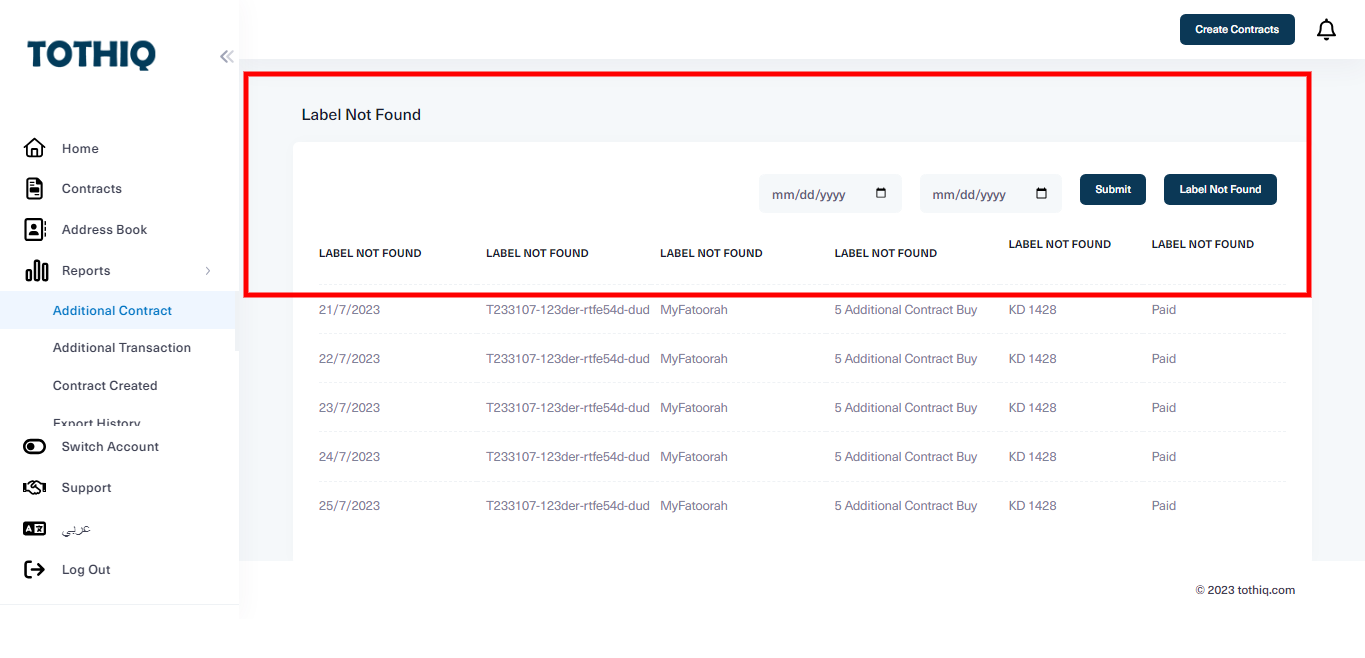 TOTHIQ
Create Contracts
Home
Contracts
Address Book
Reports
Additional Contract
Additional Transaction
Contract Created
Export History
Switch Account
Support
عربي
Log Out
Label Not Found
mm/dd/yyyy mm/dd/yyyy Submit Label Not Found
LABEL NOT FOUND LABEL NOT FOUND LABEL NOT FOUND LABEL NOT FOUND LABEL NOT FOUND LABEL NOT FOUND
21/7/2023 T233107-123der-rtfe54d-dud MyFatoorah 5 Additional Contract Buy KD 1428 Paid
22/7/2023 T233107-123der-rtfe54d-dud MyFatoorah 5 Additional Contract Buy KD 1428 Paid
23/7/2023 T233107-123der-rtfe54d-dud MyFatoorah 5 Additional Contract Buy KD 1428 Paid
24/7/2023 T233107-123der-rtfe54d-dud MyFatoorah 5 Additional Contract Buy KD 1428 Paid
25/7/2023 T233107-123der-rtfe54d-dud MyFatoorah 5 Additional Contract Buy KD 1428 Paid
© 2023 tothiq.com